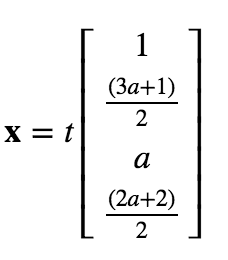 x = t [ 1
(3a+1)/2
a
(2a+2)/2 ]